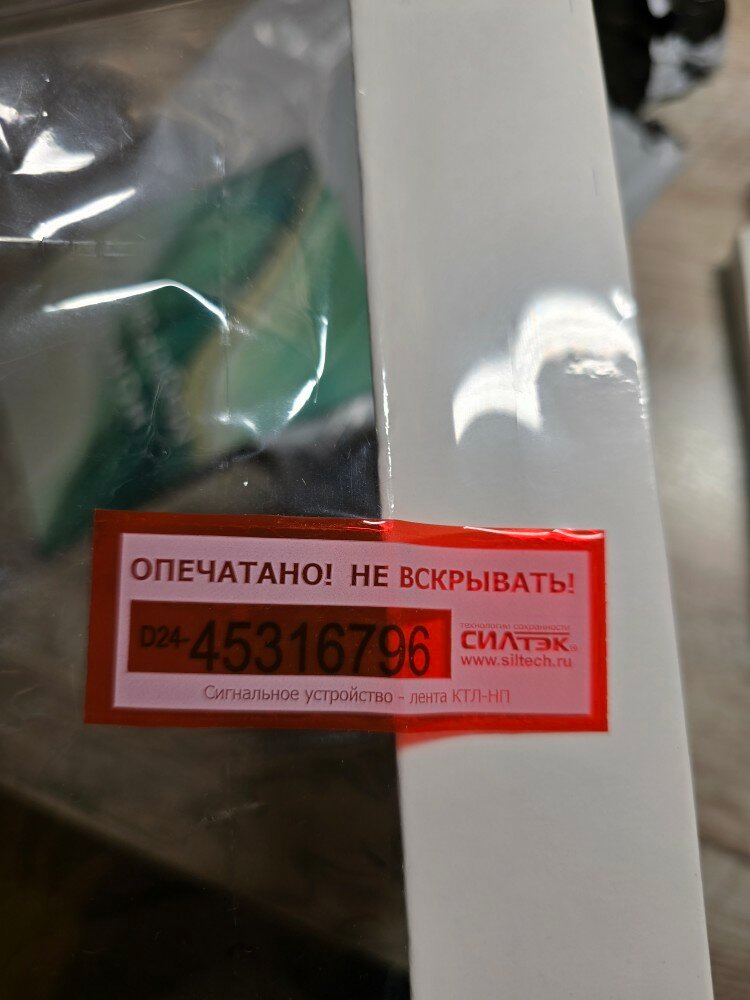 ОПЕЧАТАНО! НЕ ВСКРЫВАТЬ!
D24-45316796
технологии сохранности
СИЛТЭК®
www.siltech.ru
Сигнальное устройство - лента КТЛ-НП